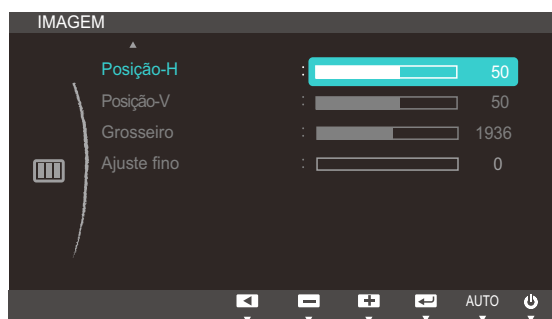 IMAGEM
Posição-H : 50
Posição-V : 50
Grosseiro : 1936
Ajuste fino : 0
AUTO